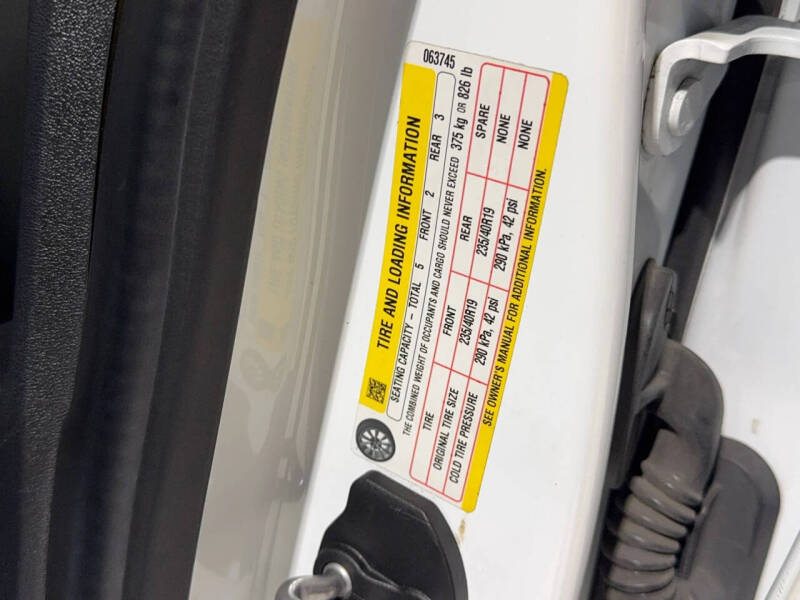 063745
TIRE AND LOADING INFORMATION
SEATING CAPACITY – TOTAL 5 FRONT 2 REAR 3
THE COMBINED WEIGHT OF OCCUPANTS AND CARGO SHOULD NEVER EXCEED 375 kg OR 826 lb
TIRE FRONT REAR SPARE
ORIGINAL TIRE SIZE 235/40R19 235/40R19 NONE
COLD TIRE PRESSURE 290 kPa, 42 psi 290 kPa, 42 psi NONE
SEE OWNER'S MANUAL FOR ADDITIONAL INFORMATION.